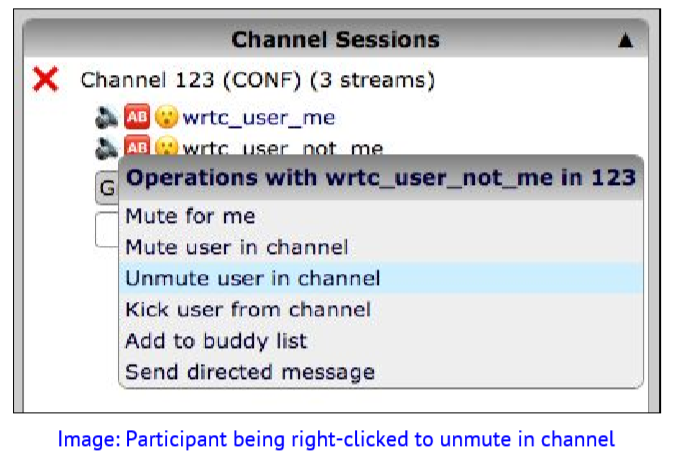 Channel Sessions ▲
Channel 123 (CONF) (3 streams)
AB wrtc_user_me
AB wrtc_user_not_me
G
Operations with wrtc_user_not_me in 123
Mute for me
Mute user in channel
Unmute user in channel
Kick user from channel
Add to buddy list
Send directed message
Image: Participant being right-clicked to unmute in channel